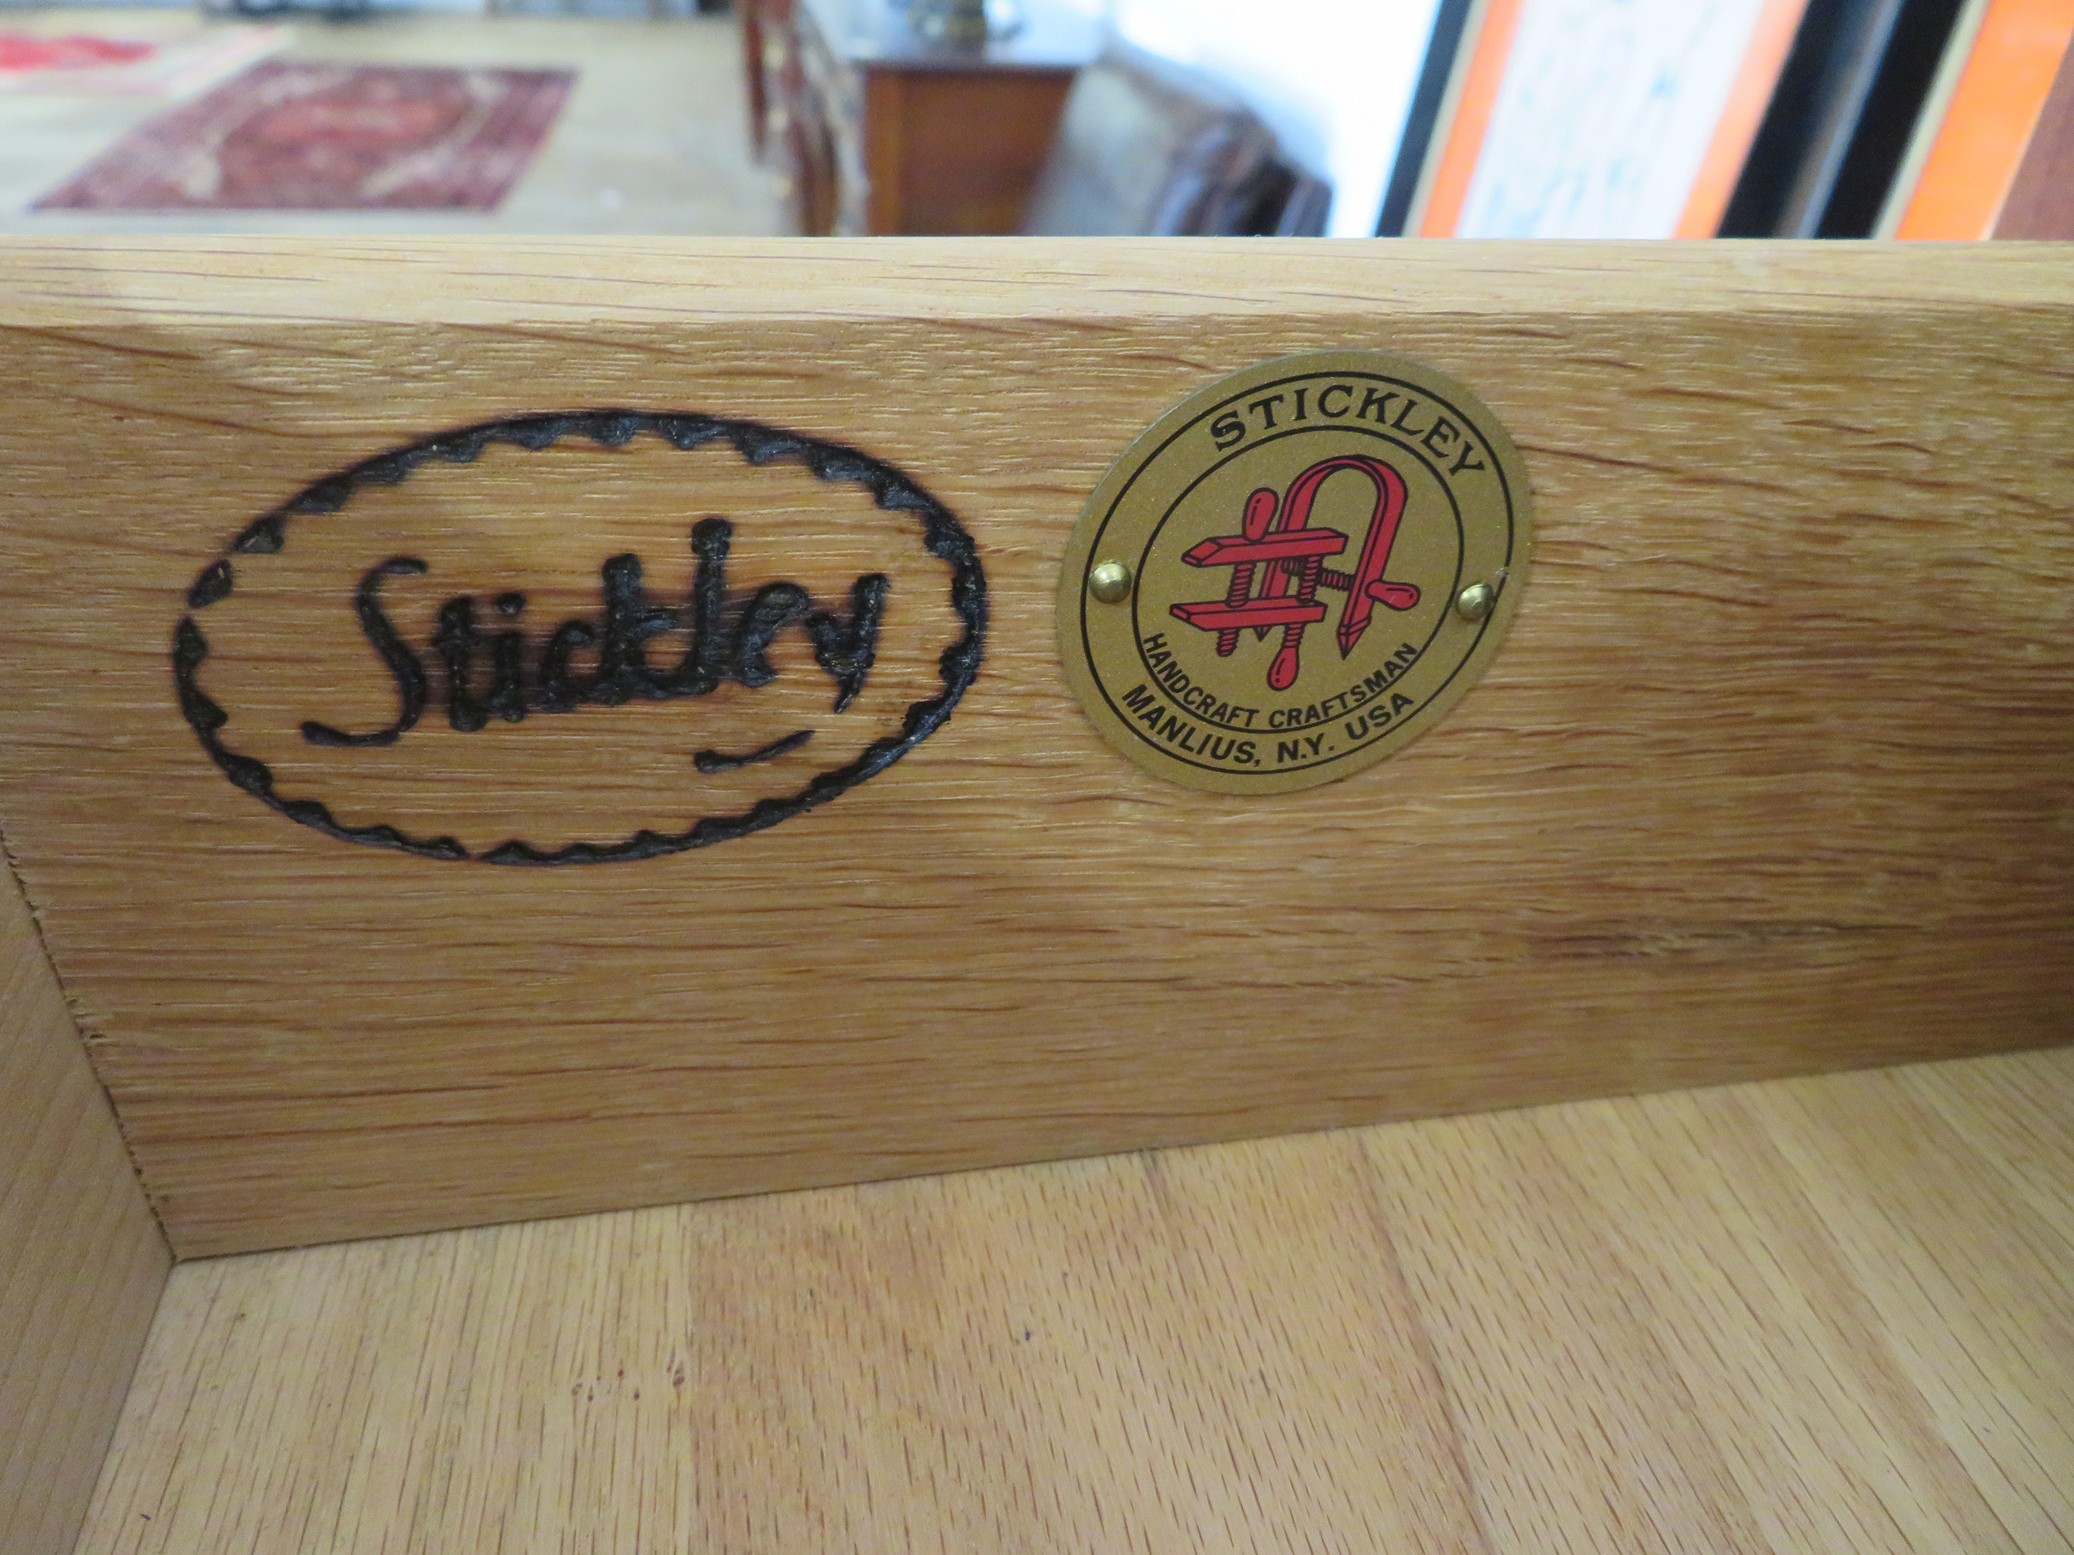 Stickley
STICKLEY
HANDCRAFT CRAFTSMAN
MANLIUS, N.Y. USA